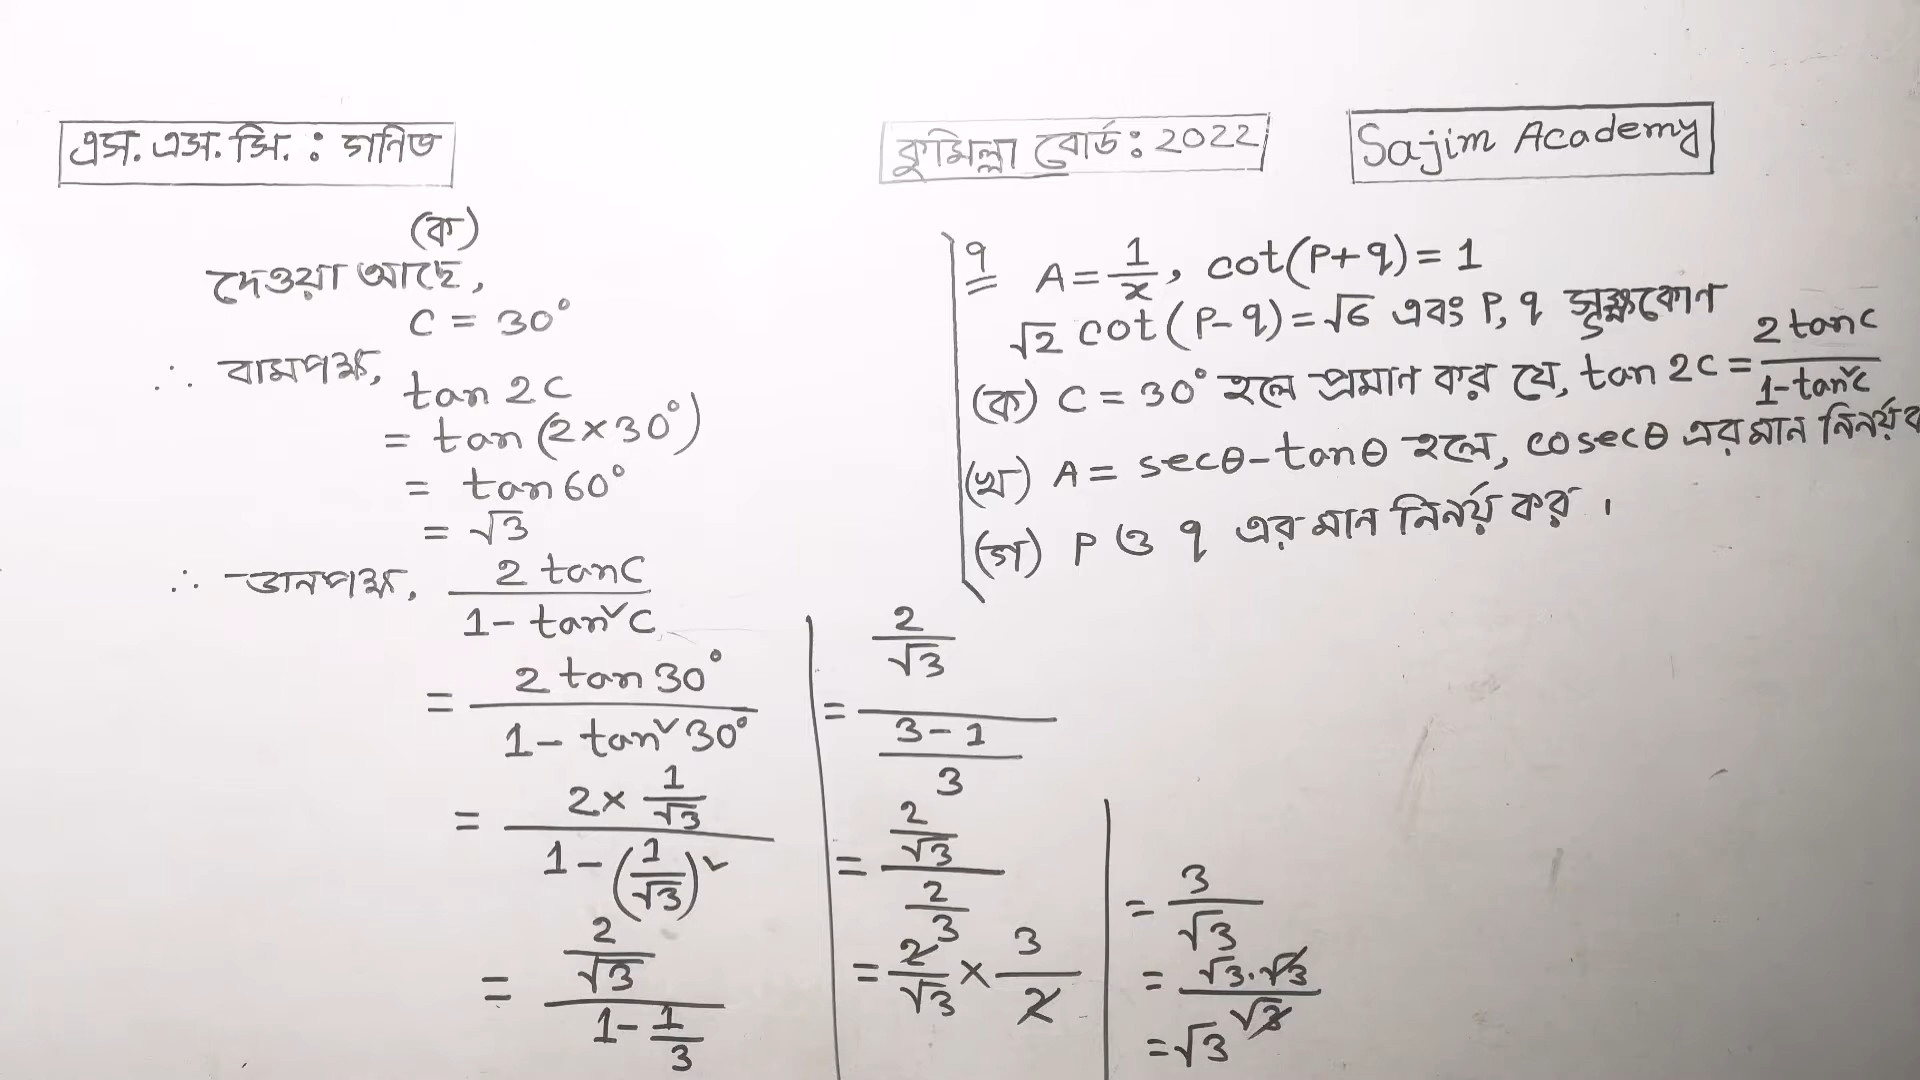 এস. এস. সি. : গনিত
কুমিল্লা বোর্ড : 2022
Sajim Academy
৭ A = 1/x, cot(P+q) = 1
√2 cot(P-q) = √6 এবং P, q সূক্ষ্মকোণ
(ক) C = 30° হলে প্রমান কর যে, tan 2C = 2 tanC / 1-tan²C
(খ) A = secθ-tanθ হলে, cosecθ এর মান নির্নয় ক
(গ) P ও q এর মান নির্নয় কর ।
(ক)
দেওয়া আছে,
C = 30°
∴ বামপক্ষ,
tan 2C
= tan (2×30°)
= tan 60°
= √3
∴ ডানপক্ষ, 2 tanC / 1- tan²C
= 2 tan 30° / 1- tan² 30°
= 2× 1/√3 / 1-(1/√3)²
= 2/√3 / 1-1/3
= 2/√3 / 3-1/3
= 2/√3 / 2/3
= 2/√3 × 3/2
= 3/√3
= √3.√3/√3
= √3